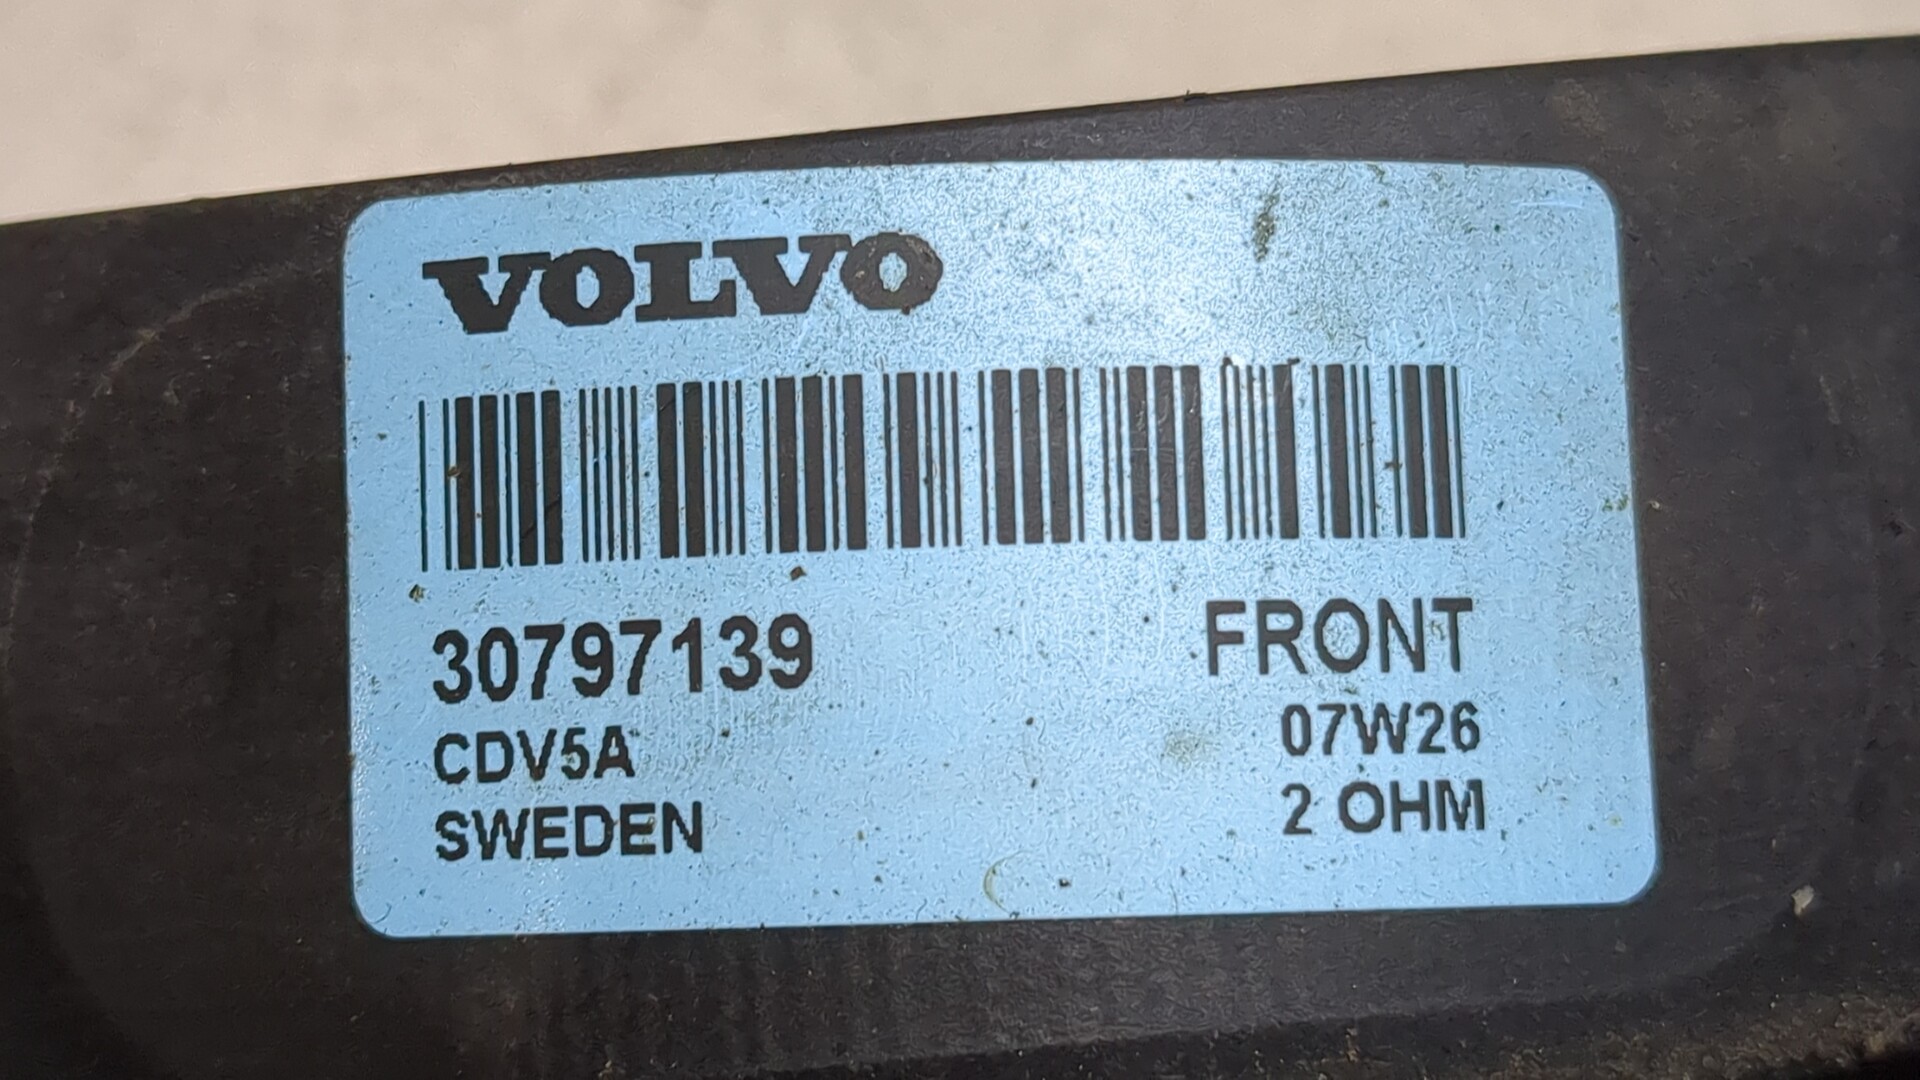 VOLVO
30797139
FRONT
CDV5A
07W26
SWEDEN
2 OHM